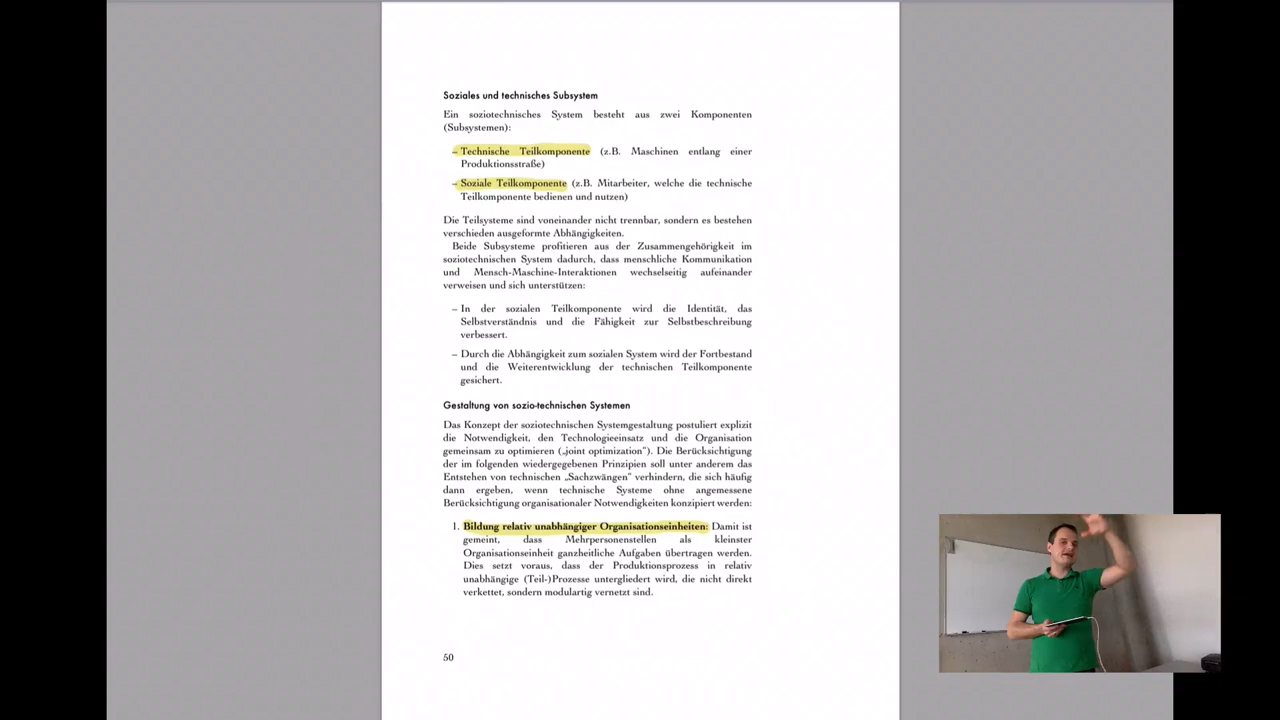 Soziales und technisches Subsystem
Ein soziotechnisches System besteht aus zwei Komponenten
(Subsystemen):
– Technische Teilkomponente (z.B. Maschinen entlang einer
Produktionsstraße)
– Soziale Teilkomponente (z.B. Mitarbeiter, welche die technische
Teilkomponente bedienen und nutzen)
Die Teilsysteme sind voneinander nicht trennbar, sondern es bestehen
verschieden ausgeformte Abhängigkeiten.
Beide Subsysteme profitieren aus der Zusammengehörigkeit im
soziotechnischen System dadurch, dass menschliche Kommunikation
und Mensch-Maschine-Interaktionen wechselseitig aufeinander
verweisen und sich unterstützen:
– In der sozialen Teilkomponente wird die Identität, das
Selbstverständnis und die Fähigkeit zur Selbstbeschreibung
verbessert.
– Durch die Abhängigkeit zum sozialen System wird der Fortbestand
und die Weiterentwicklung der technischen Teilkomponente
gesichert.
Gestaltung von sozio-technischen Systemen
Das Konzept der soziotechnischen Systemgestaltung postuliert explizit
die Notwendigkeit, den Technologieeinsatz und die Organisation
gemeinsam zu optimieren („joint optimization“). Die Berücksichtigung
der im folgenden wiedergegebenen Prinzipien soll unter anderem das
Entstehen von technischen „Sachzwängen“ verhindern, die sich häufig
dann ergeben, wenn technische Systeme ohne angemessene
Berücksichtigung organisationaler Notwendigkeiten konzipiert werden:
1. Bildung relativ unabhängiger Organisationseinheiten: Damit ist
gemeint, dass Mehrpersonenstellen als kleinster
Organisationseinheit ganzheitliche Aufgaben übertragen werden.
Dies setzt voraus, dass der Produktionsprozess in relativ
unabhängige (Teil-)Prozesse untergliedert wird, die nicht direkt
verkettet, sondern modulartig vernetzt sind.
50